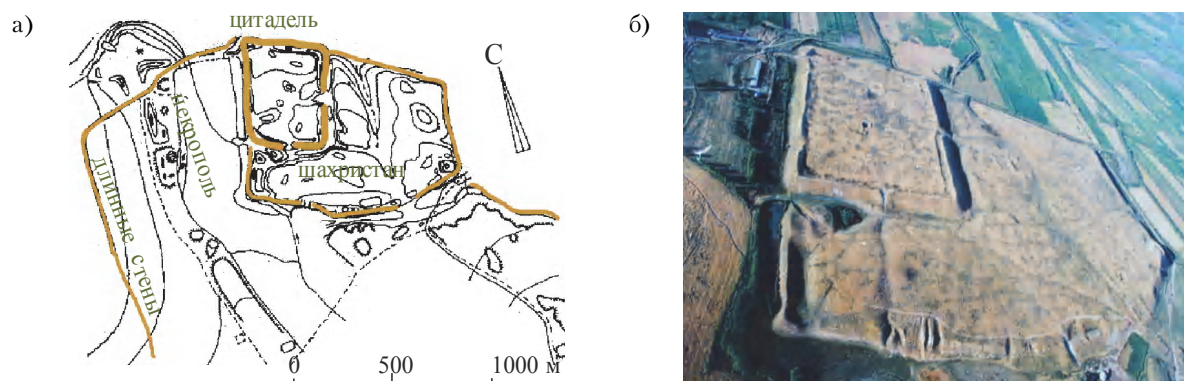 а)
цитадель
С
некрополь
шахристан
длинные стены
0 500 1000 м
б)